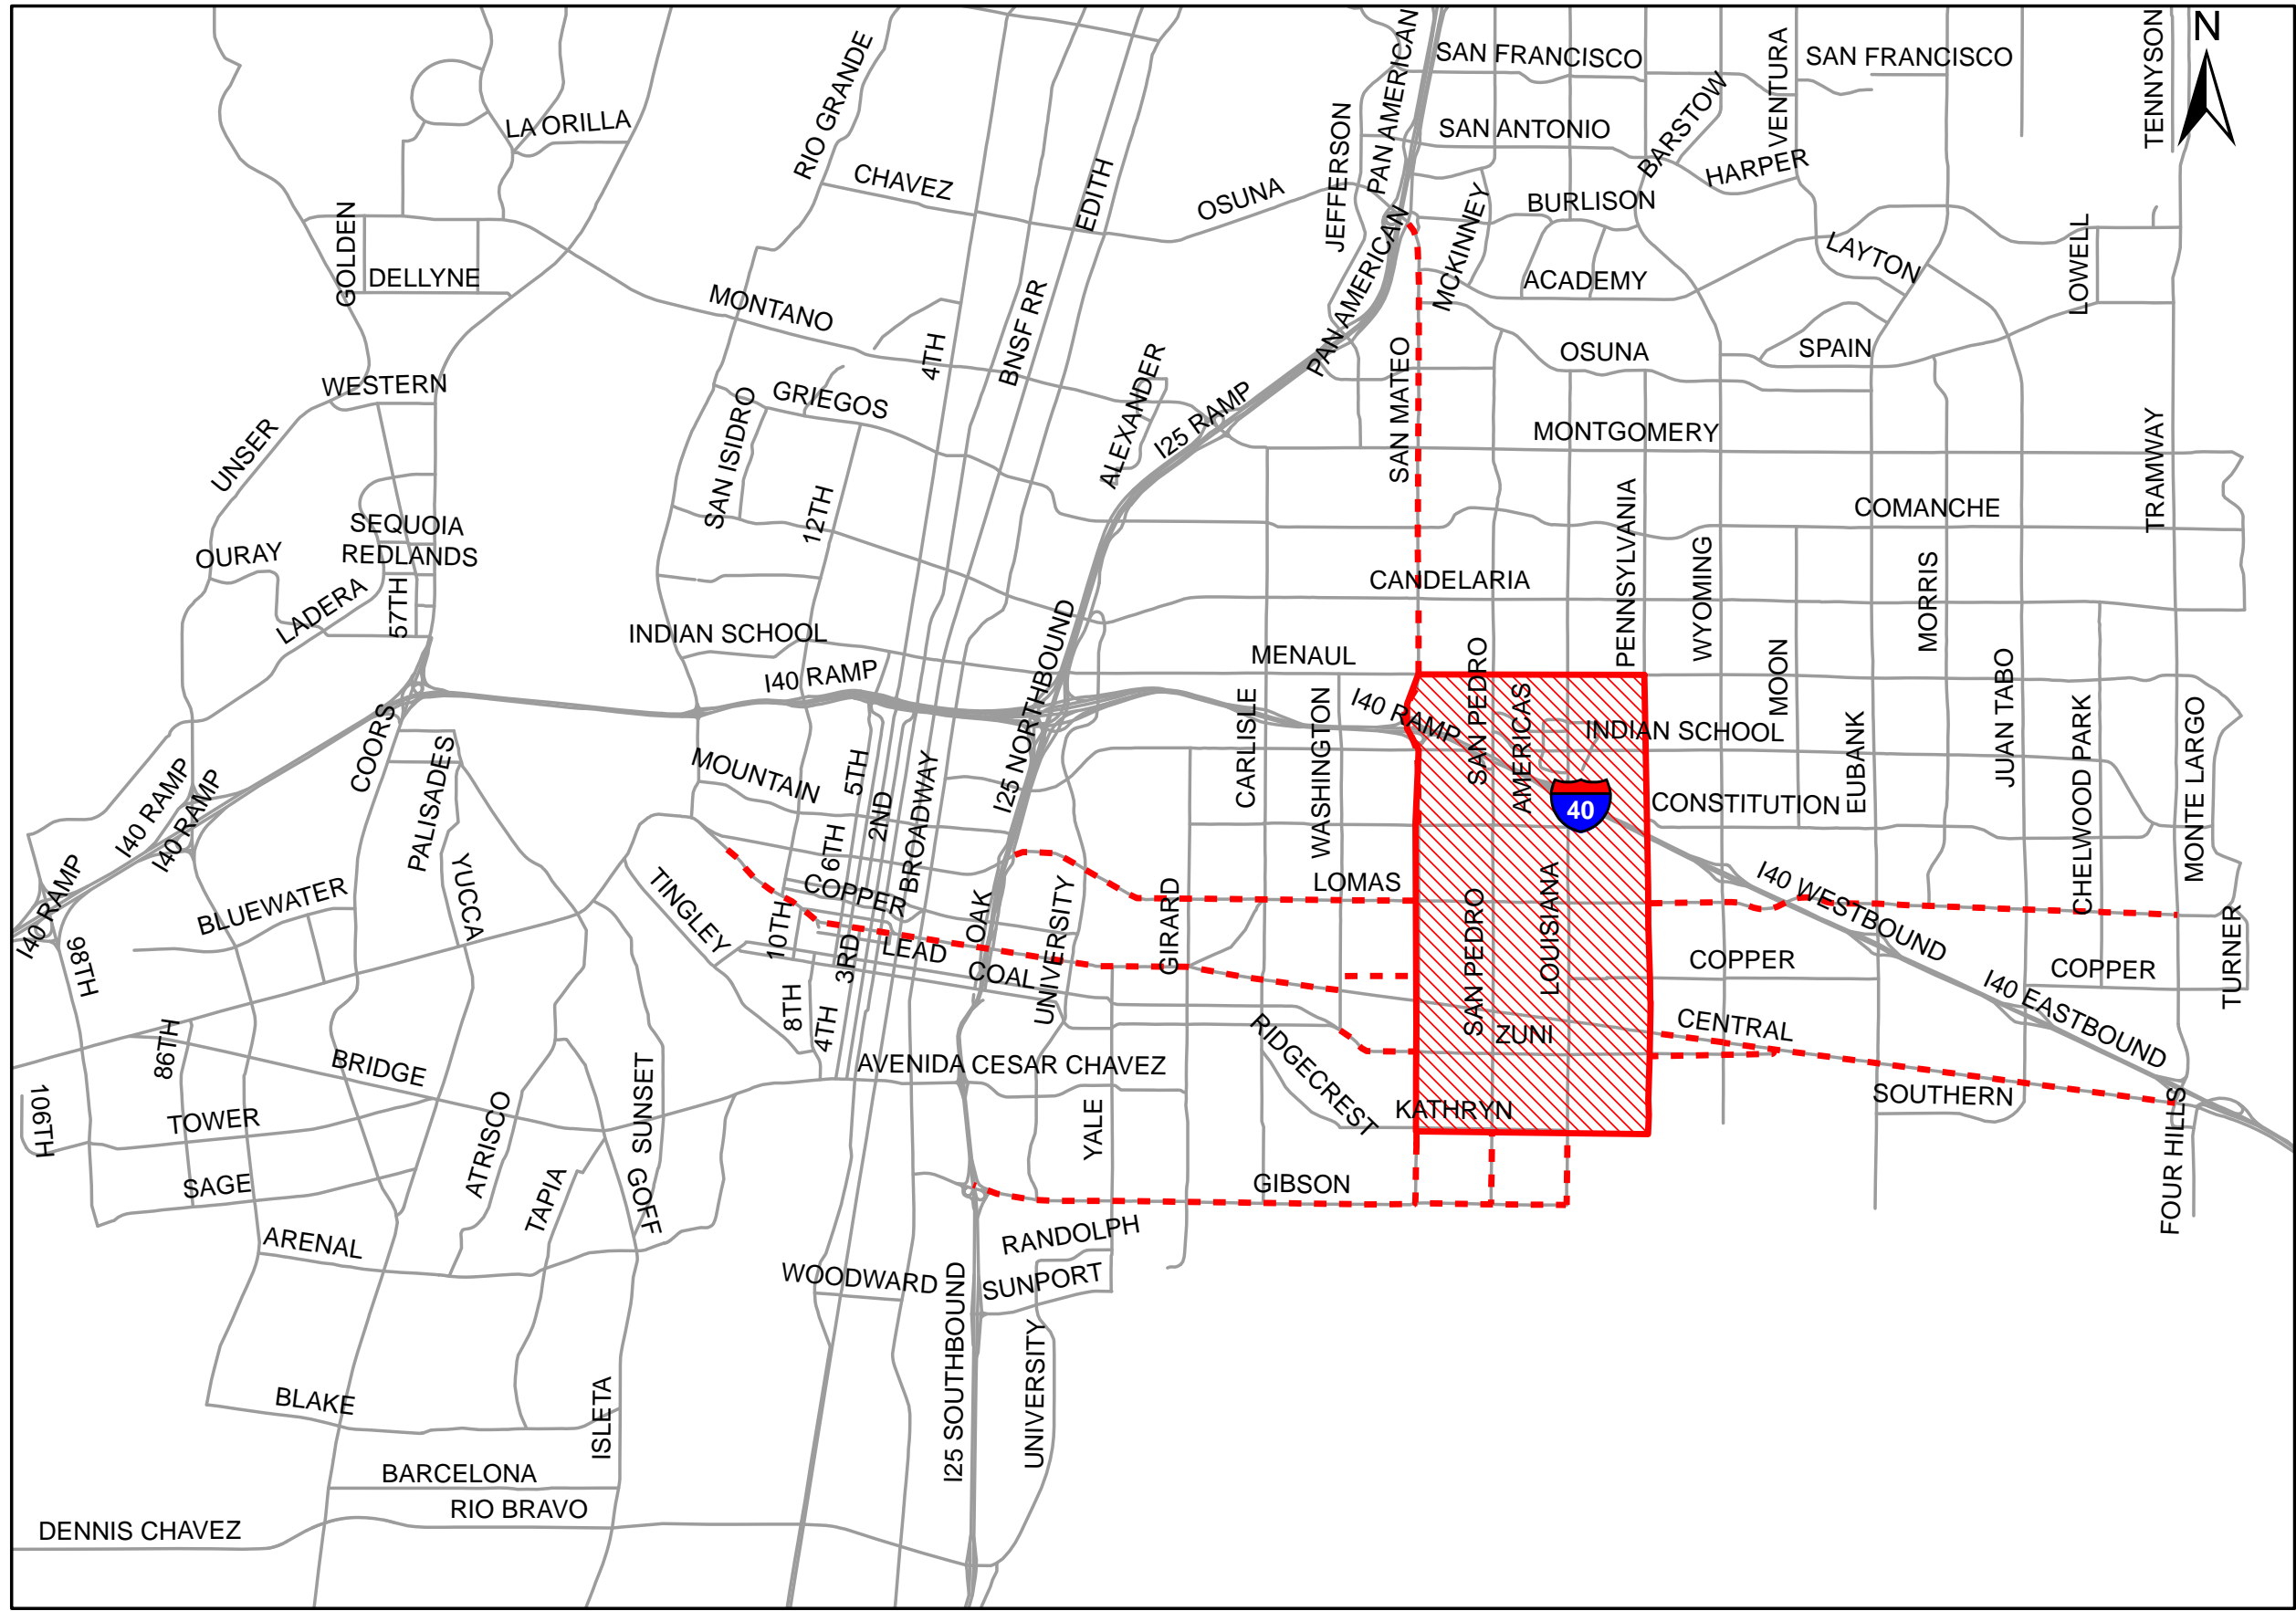 SAN FRANCISCO
SAN FRANCISCO
N
TENNYSON
VENTURA
PAN AMERICAN
RIO GRANDE
LA ORILLA
SAN ANTONIO
BARSTOW
JEFFERSON
HARPER
CHAVEZ
EDITH
OSUNA
BURLISON
MCKINNEY
GOLDEN
LAYTON
LOWELL
DELLYNE
ACADEMY
PAN AMERICAN
MONTANO
BNSF RR
4TH
OSUNA
SPAIN
WESTERN
GRIEGOS
ALEXANDER
I25 RAMP
SAN MATEO
MONTGOMERY
UNSER
SAN ISIDRO
TRAMWAY
12TH
COMANCHE
SEQUOIA
REDLANDS
OURAY
PENNSYLVANIA
WYOMING
MORRIS
CANDELARIA
LADERA
57TH
INDIAN SCHOOL
I25 NORTHBOUND
MENAUL
SAN PEDRO
MOON
JUAN TABO
I40 RAMP
I40 RAMP
AMERICAS
INDIAN SCHOOL
CARLISLE
WASHINGTON
EUBANK
CHELWOOD PARK
MONTE LARGO
COORS
PALISADES
MOUNTAIN
5TH
2ND
BROADWAY
I40 RAMP
I40 RAMP
40
CONSTITUTION
6TH
YUCCA
TINGLEY
COPPER
LOMAS
I40 WESTBOUND
I40 RAMP
BLUEWATER
OAK
UNIVERSITY
GIRARD
LOUISIANA
SAN PEDRO
98TH
10TH
3RD
LEAD
COAL
COPPER
COPPER
TURNER
I40 EASTBOUND
8TH
4TH
RIDGECREST
ZUNI
CENTRAL
86TH
BRIDGE
SUNSET
AVENIDA CESAR CHAVEZ
106TH
TOWER
ATRISCO
YALE
KATHRYN
SOUTHERN
FOUR HILLS
SAGE
TAPIA
GOFF
GIBSON
ARENAL
RANDOLPH
WOODWARD
SUNPORT
I25 SOUTHBOUND
UNIVERSITY
BLAKE
ISLETA
BARCELONA
RIO BRAVO
DENNIS CHAVEZ